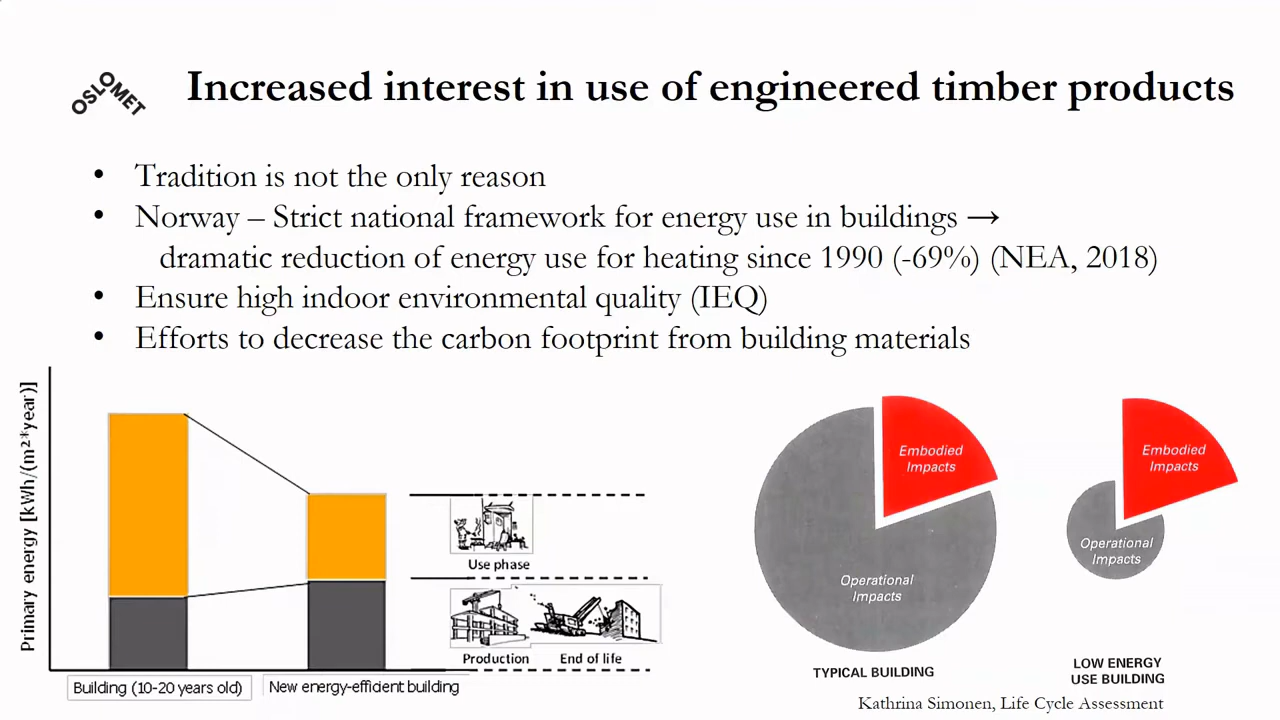 OSLOMET
Increased interest in use of engineered timber products
• Tradition is not the only reason
• Norway – Strict national framework for energy use in buildings →
dramatic reduction of energy use for heating since 1990 (-69%) (NEA, 2018)
• Ensure high indoor environmental quality (IEQ)
• Efforts to decrease the carbon footprint from building materials
Primary energy [kWh/(m²*year)]
Use phase
Production
End of life
Building (10-20 years old)
New energy-efficient building
Embodied
Impacts
Operational
Impacts
TYPICAL BUILDING
Embodied
Impacts
Operational
Impacts
LOW ENERGY
USE BUILDING
Kathrina Simonen, Life Cycle Assessment